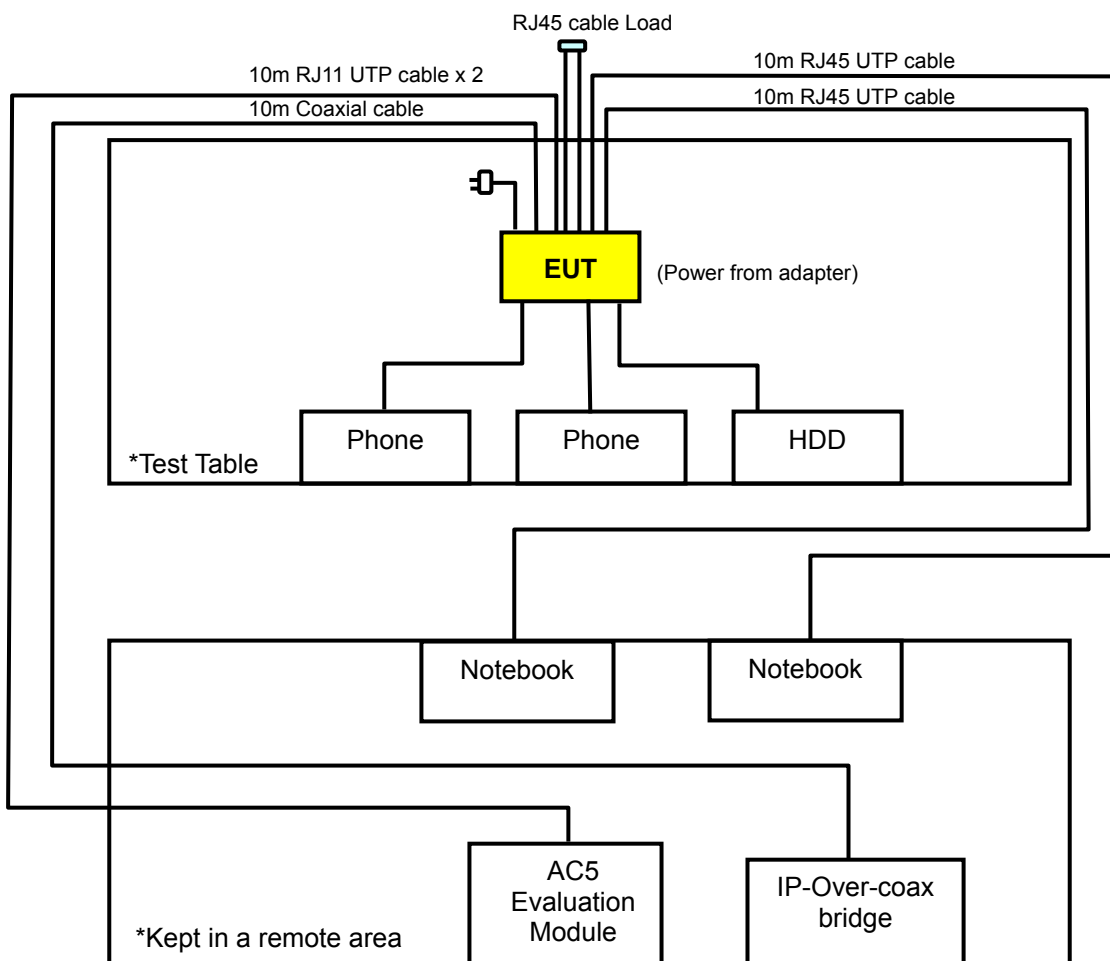 RJ45 cable Load
10m RJ11 UTP cable x 2
10m RJ45 UTP cable
10m Coaxial cable
10m RJ45 UTP cable
EUT
(Power from adapter)
Phone
Phone
HDD
*Test Table
Notebook
Notebook
AC5
Evaluation
Module
IP-Over-coax
bridge
*Kept in a remote area